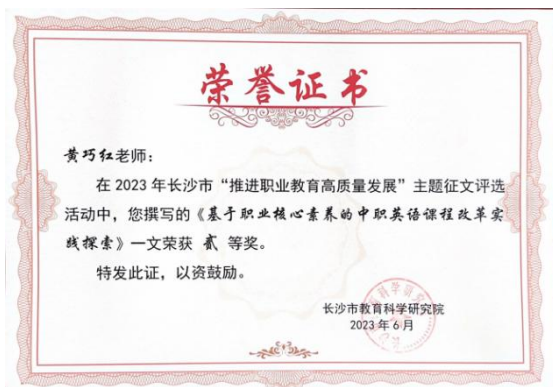 荣誉证书
黄巧红老师：
在 2023 年长沙市“推进职业教育高质量发展”主题征文评选
活动中，您撰写的《基于职业核心素养的中职英语课程改革实
践探索》一文荣获 贰 等奖。
特发此证，以资鼓励。
长沙市教育科学研究院
2023 年 6 月